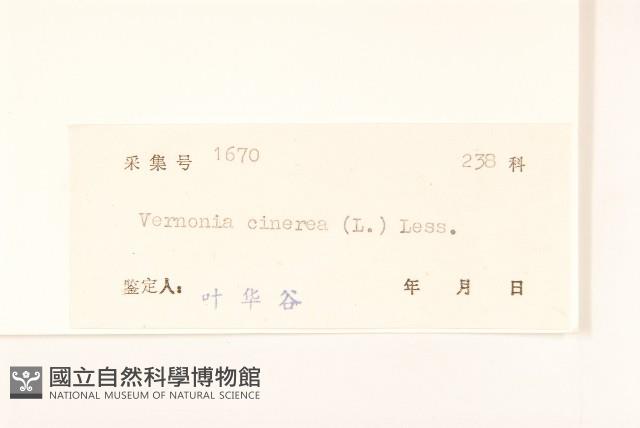 采集号 1670 238 科
Vernonia cinerea (L.) Less.
鉴定人: 叶华谷 年 月 日
國立自然科學博物館
NATIONAL MUSEUM OF NATURAL SCIENCE